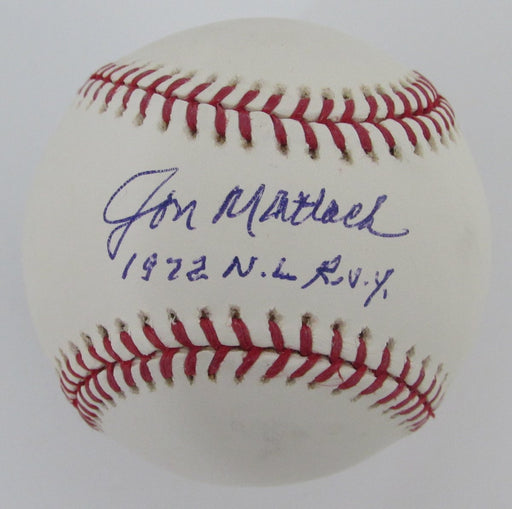 Jon Matlack
1972 N.L R.O.Y.